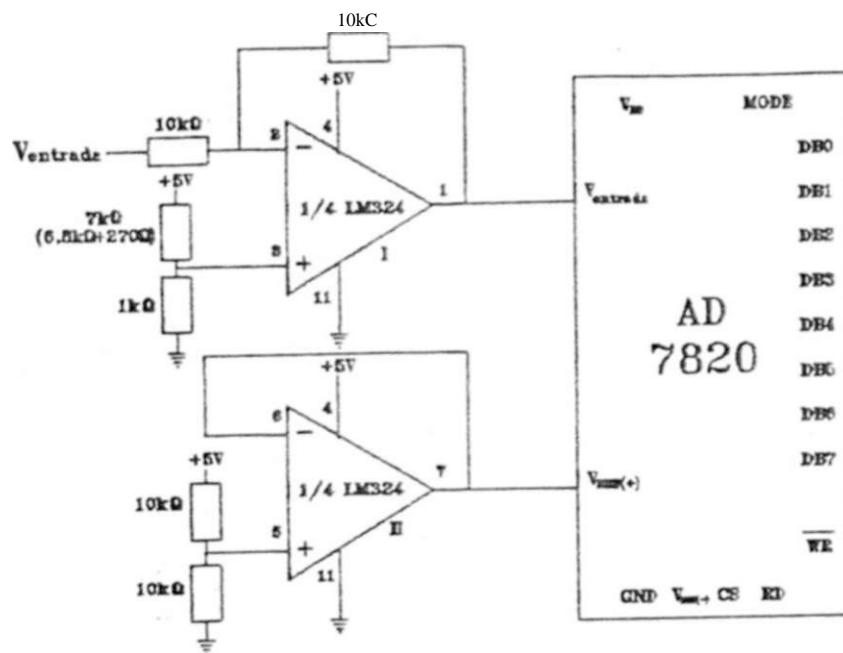 10kC
+5V
10kΩ
2
4
Ventrada
1/4 LM324
1
+5V
7kΩ
(6,8kΩ+270Ω)
3
I
11
1kΩ
MODE
DB0
Ventrada
DB1
DB2
DB3
AD
7820
DB4
DB5
DB6
DB7
+5V
6
4
1/4 LM324
7
+5V
10kΩ
5
II
11
10kΩ
WR
GND
CS
RD